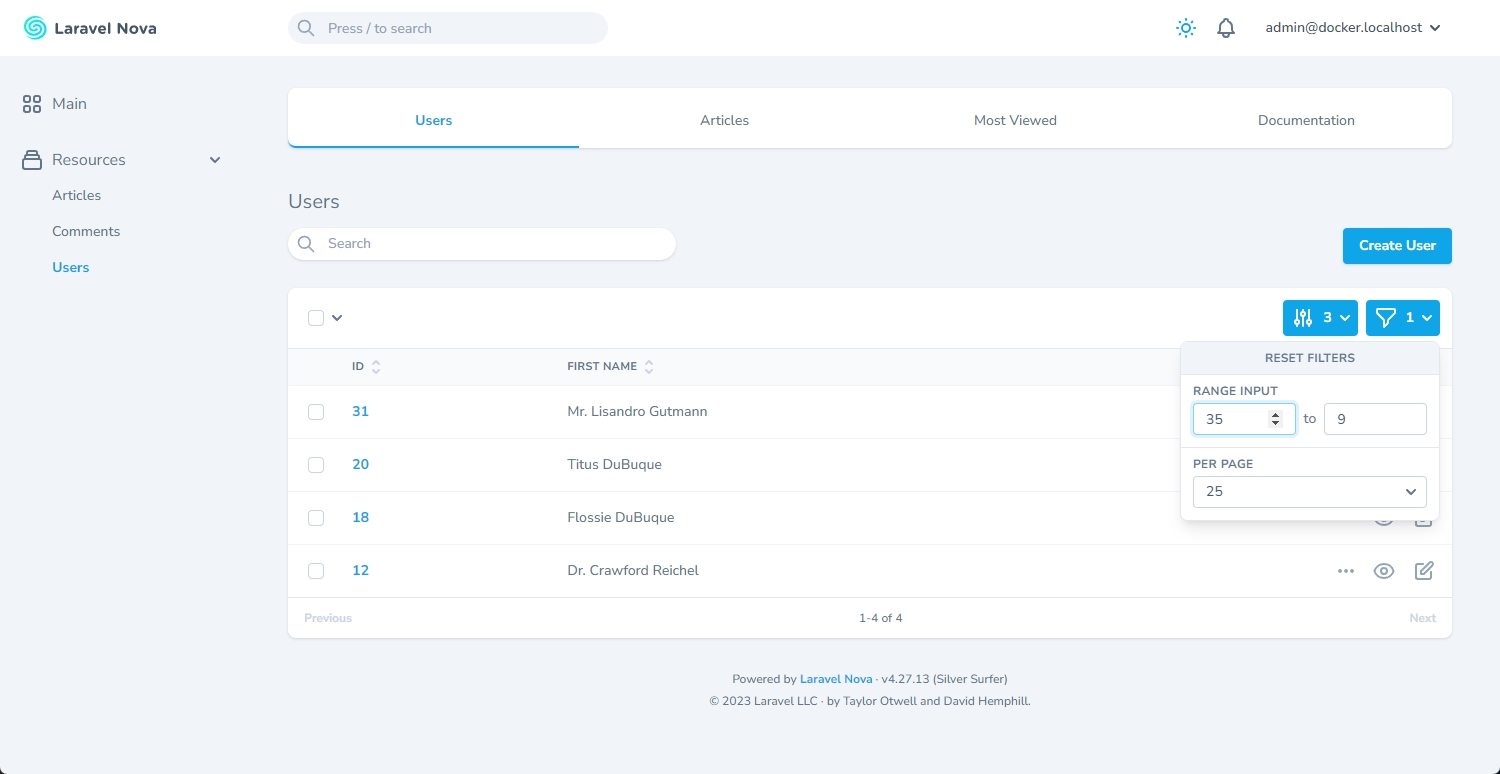 Laravel Nova
Press / to search
admin@docker.localhost
Main
Resources
Articles
Comments
Users
Users Articles Most Viewed Documentation
Users
Search
Create User
3 1
RESET FILTERS
RANGE INPUT
35 to 9
PER PAGE
25
ID FIRST NAME
31 Mr. Lisandro Gutmann
20 Titus DuBuque
18 Flossie DuBuque
12 Dr. Crawford Reichel
Previous 1-4 of 4 Next
Powered by Laravel Nova · v4.27.13 (Silver Surfer)
© 2023 Laravel LLC · by Taylor Otwell and David Hemphill.